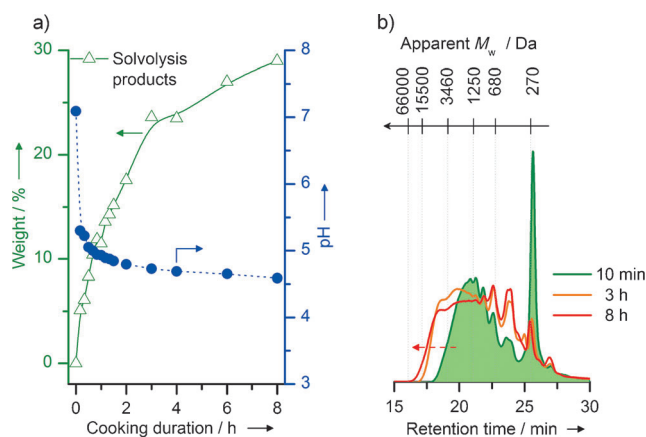 a)
30
20
10
0
Weight / %
Solvolysis
products
8
7
6
5
4
3
pH
0 2 4 6 8
Cooking duration / h
b)
Apparent Mw / Da
66000 15500 3460 1250 680 270
10 min
3 h
8 h
15 20 25 30
Retention time / min